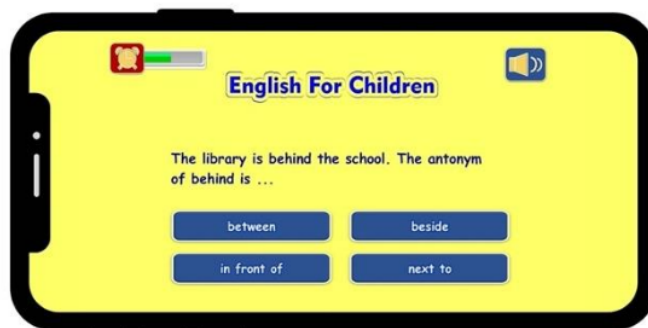 English For Children
The library is behind the school. The antonym
of behind is ...
between
beside
in front of
next to